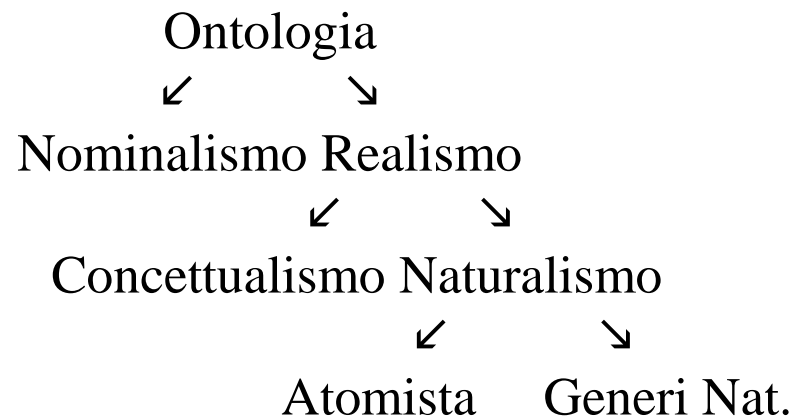 Ontologia
↙ ↘
Nominalismo Realismo
↙ ↘
Concettualismo Naturalismo
↙ ↘
Atomista Generi Nat.